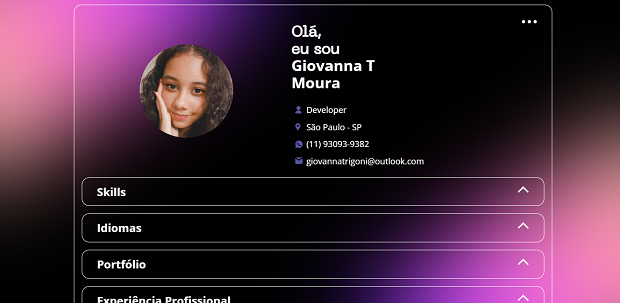 Olá,
eu sou
Giovanna T
Moura
Developer
São Paulo - SP
(11) 93093-9382
giovannatrigoni@outlook.com
Skills
Idiomas
Portfólio
Experiência Profissional